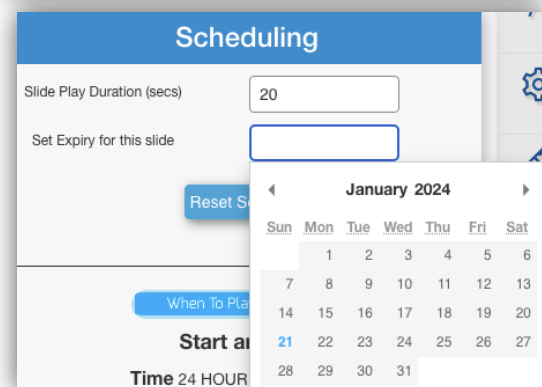 Scheduling
Slide Play Duration (secs)
20
Set Expiry for this slide
January 2024
Reset
Sun Mon Tue Wed Thu Fri Sat
1 2 3 4 5 6
7 8 9 10 11 12 13
14 15 16 17 18 19 20
21 22 23 24 25 26 27
28 29 30 31
When To
Start
Time 24 HOUR